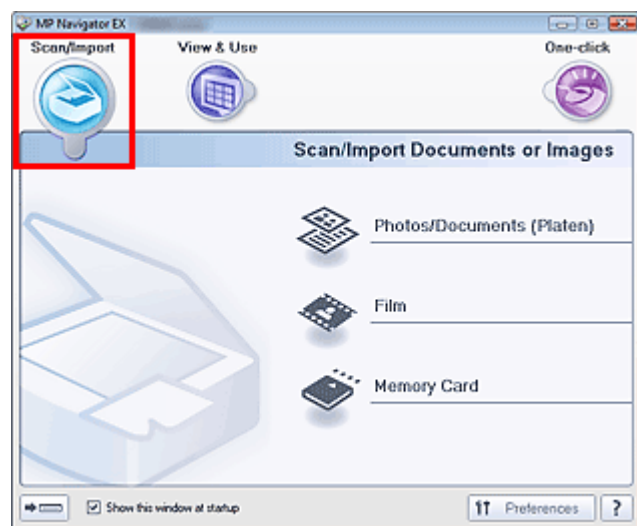 MP Navigator EX
Scan/Import
View & Use
One-click
Scan/Import Documents or Images
Photos/Documents (Platen)
Film
Memory Card
Show this window at startup
Preferences
?